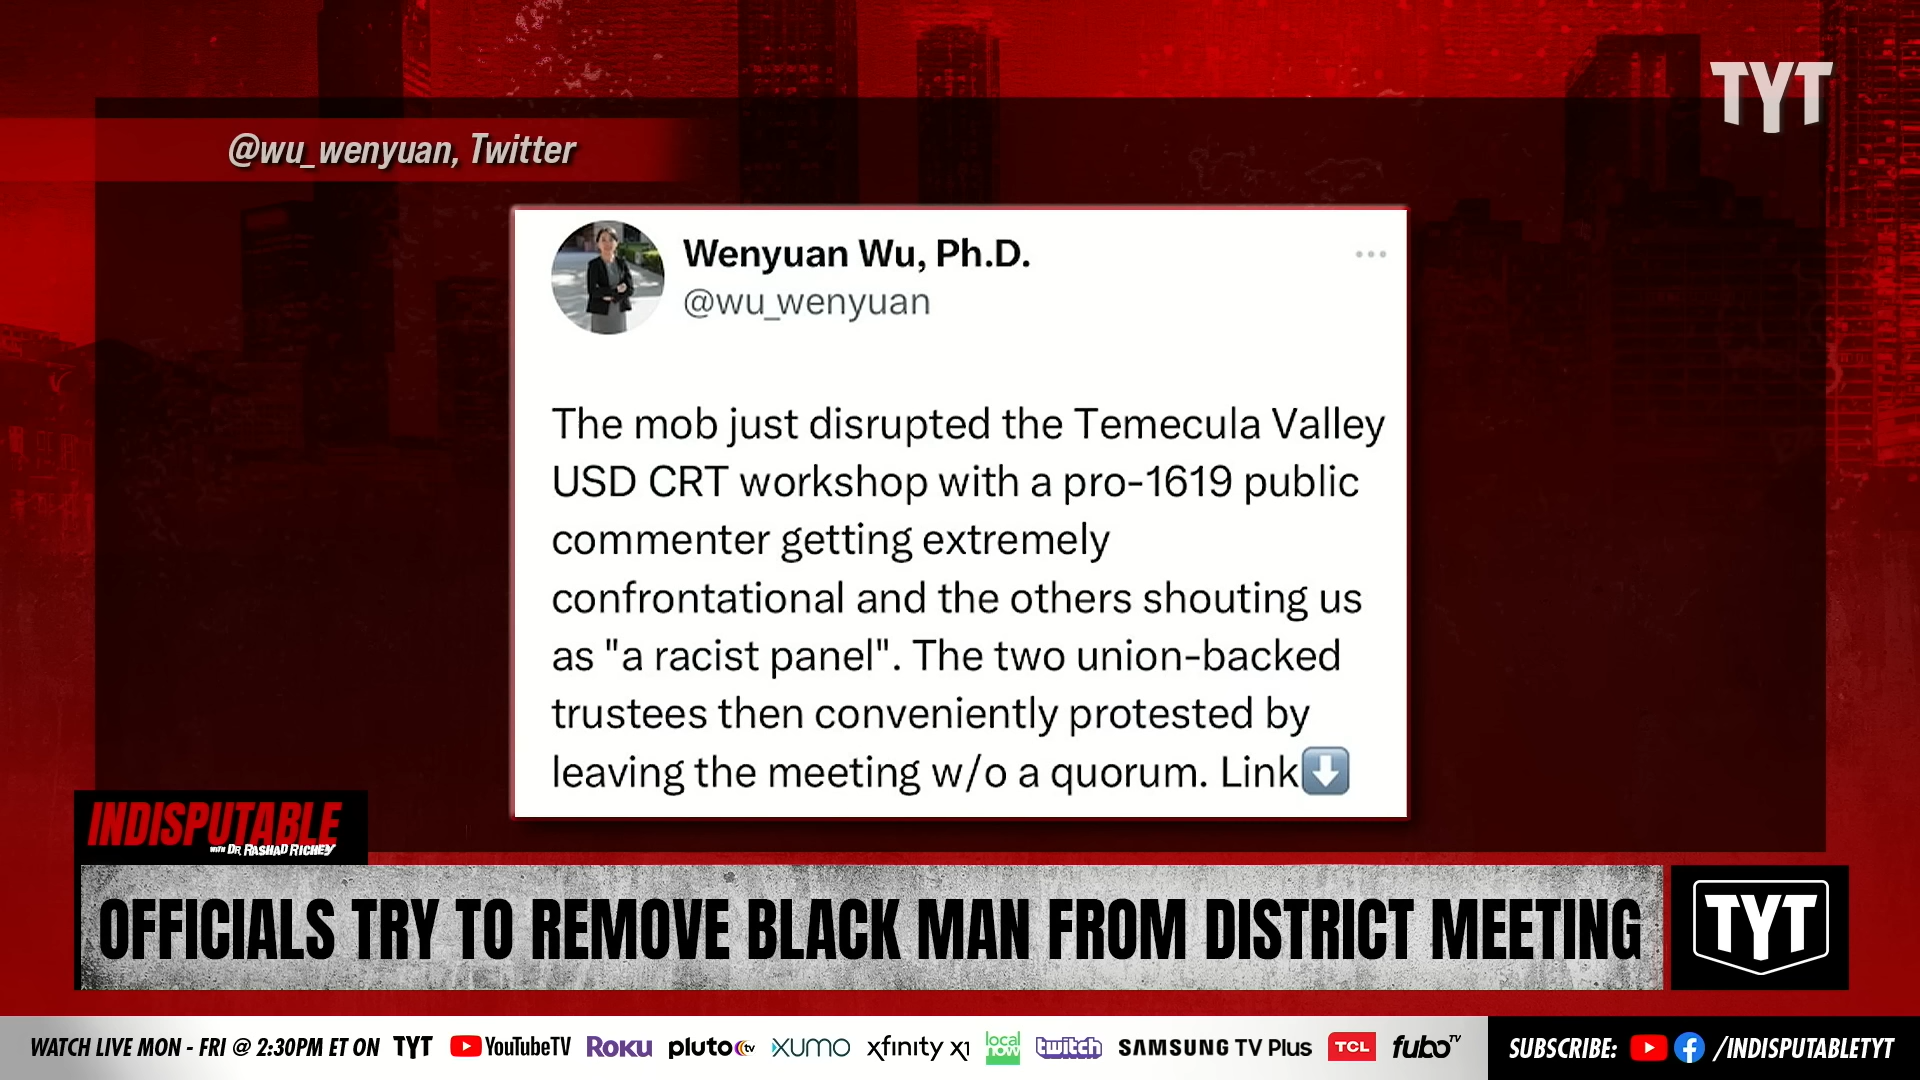 TYT
@wu_wenyuan, Twitter
Wenyuan Wu, Ph.D.
@wu_wenyuan
The mob just disrupted the Temecula Valley
USD CRT workshop with a pro-1619 public
commenter getting extremely
confrontational and the others shouting us
as "a racist panel". The two union-backed
trustees then conveniently protested by
leaving the meeting w/o a quorum. Link⬇️
INDISPUTABLE
WITH DR RASHAD RICHEY
OFFICIALS TRY TO REMOVE BLACK MAN FROM DISTRICT MEETING
TYT
WATCH LIVE MON - FRI @ 2:30PM ET ON TYT YouTubeTV ROKU pluto tv XUMO xfinity X1 local now twitch SAMSUNG TV Plus TCL fubo TV SUBSCRIBE: /INDISPUTABLETYT